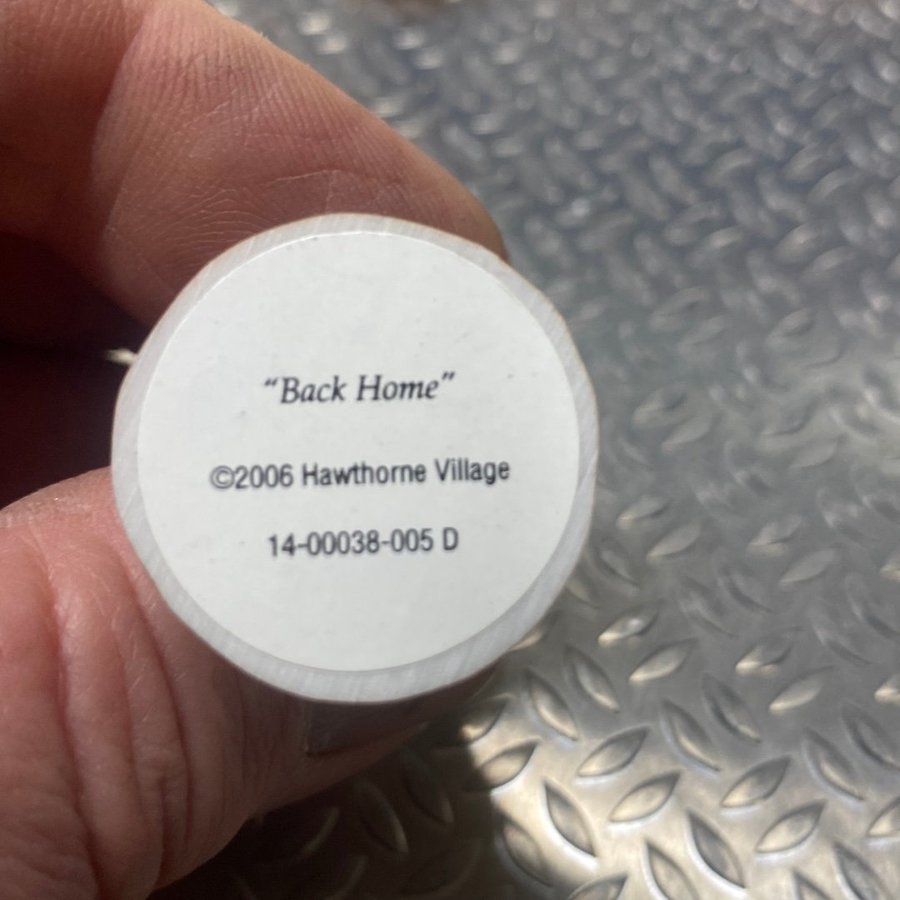 “Back Home”
©2006 Hawthorne Village
14-00038-005 D